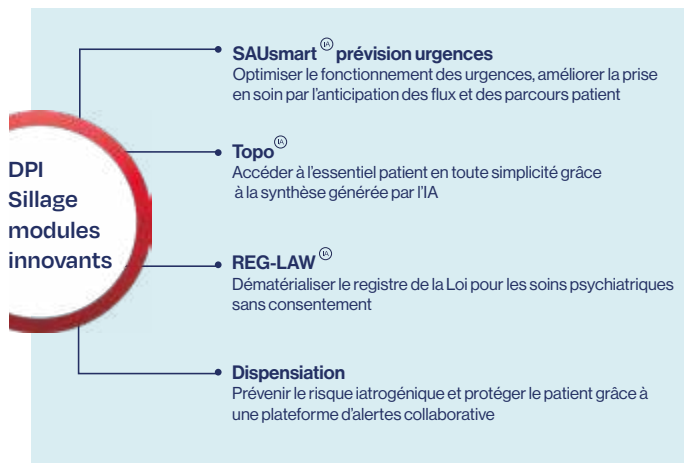 DPI
Sillage
modules
innovants
SAUsmart IA prévision urgences
Optimiser le fonctionnement des urgences, améliorer la prise
en soin par l'anticipation des flux et des parcours patient
Topo IA
Accéder à l'essentiel patient en toute simplicité grâce
à la synthèse générée par l'IA
REG-LAW IA
Dématérialiser le registre de la Loi pour les soins psychiatriques
sans consentement
Dispensiation
Prévenir le risque iatrogénique et protéger le patient grâce à
une plateforme d'alertes collaborative